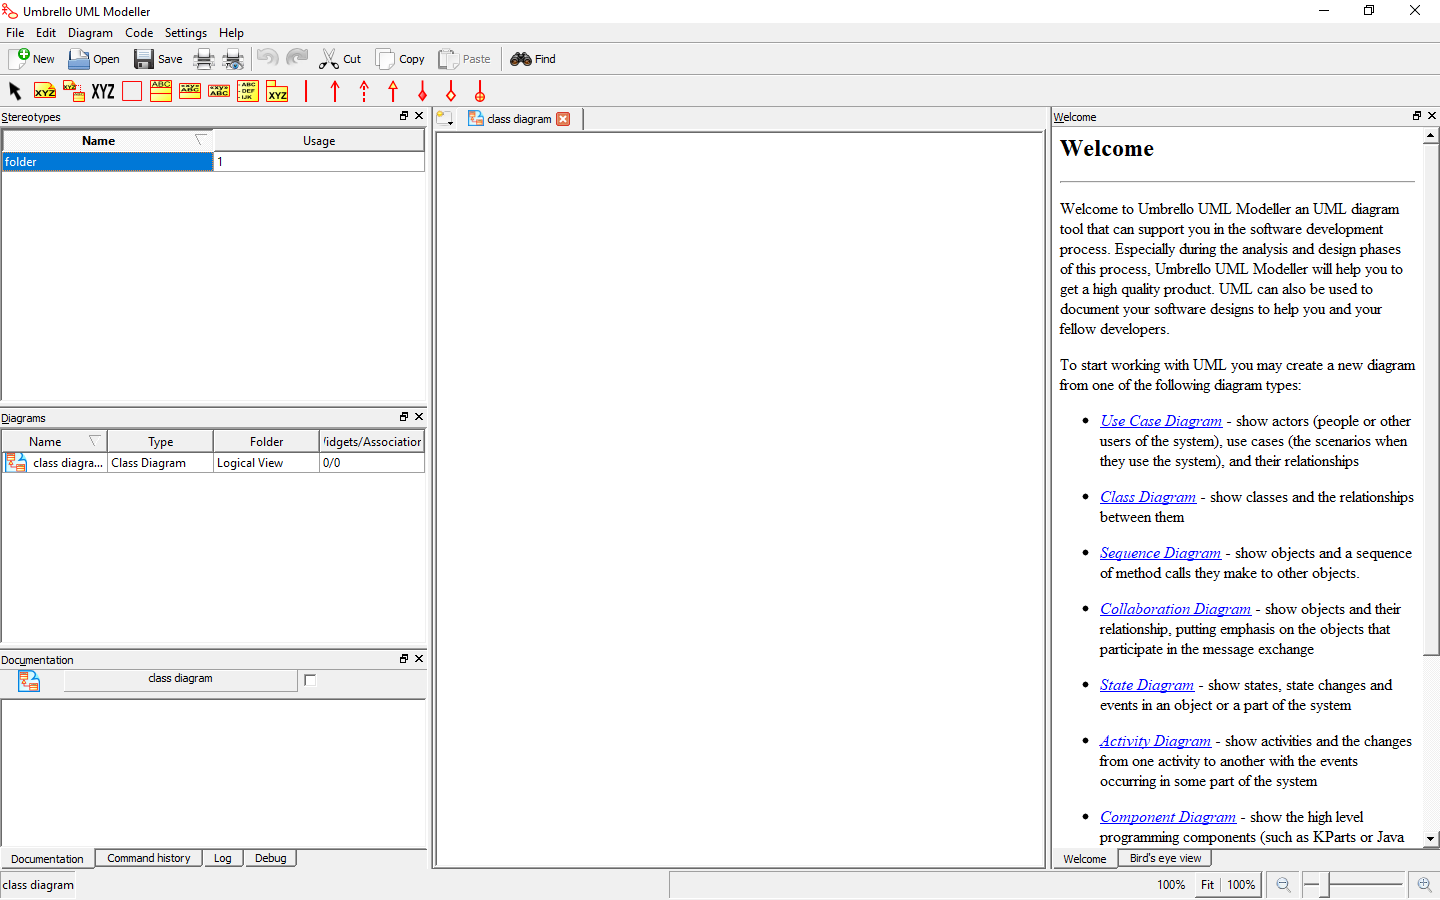 Umbrello UML Modeller
File Edit Diagram Code Settings Help
New Open Save Cut Copy Paste Find
XYZ XYZ ABC ABC ABC XYZ
Stereotypes
Name Usage
folder 1
Diagrams
Name Type Folder /idgets/Association
class diagra... Class Diagram Logical View 0/0
Documentation
class diagram
Documentation Command history Log Debug
class diagram
class diagram
Welcome
Welcome
Welcome to Umbrello UML Modeller an UML diagram
tool that can support you in the software development
process. Especially during the analysis and design phases
of this process, Umbrello UML Modeller will help you to
get a high quality product. UML can also be used to
document your software designs to help you and your
fellow developers.
To start working with UML you may create a new diagram
from one of the following diagram types:
• Use Case Diagram - show actors (people or other
users of the system), use cases (the scenarios when
they use the system), and their relationships
• Class Diagram - show classes and the relationships
between them
• Sequence Diagram - show objects and a sequence
of method calls they make to other objects.
• Collaboration Diagram - show objects and their
relationship, putting emphasis on the objects that
participate in the message exchange
• State Diagram - show states, state changes and
events in an object or a part of the system
• Activity Diagram - show activities and the changes
from one activity to another with the events
occurring in some part of the system
• Component Diagram - show the high level
programming components (such as KParts or Java
Welcome Bird's eye view
100% Fit 100%